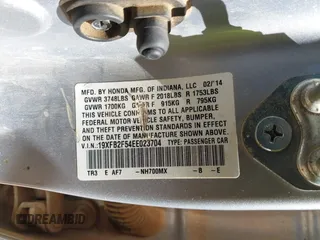 MFD. BY HONDA MFG. OF INDIANA, LLC 02/14
GVWR 3748LBS GAWR F 2018LBS R 1753LBS
GVWR 1700KG GAWR F 915KG R 795KG
THIS VEHICLE CONFORMS TO ALL APPLICABLE
FEDERAL MOTOR VEHICLE SAFETY, BUMPER,
AND THEFT PREVENTION STANDARDS IN EFFECT
ON THE DATE OF MANUFACTURE SHOWN ABOVE.
V.I.N.:19XFB2F54EE023704 TYPE: PASSENGER CAR
TR3 E AF7 -NH700MX -B -E
DREAMBID